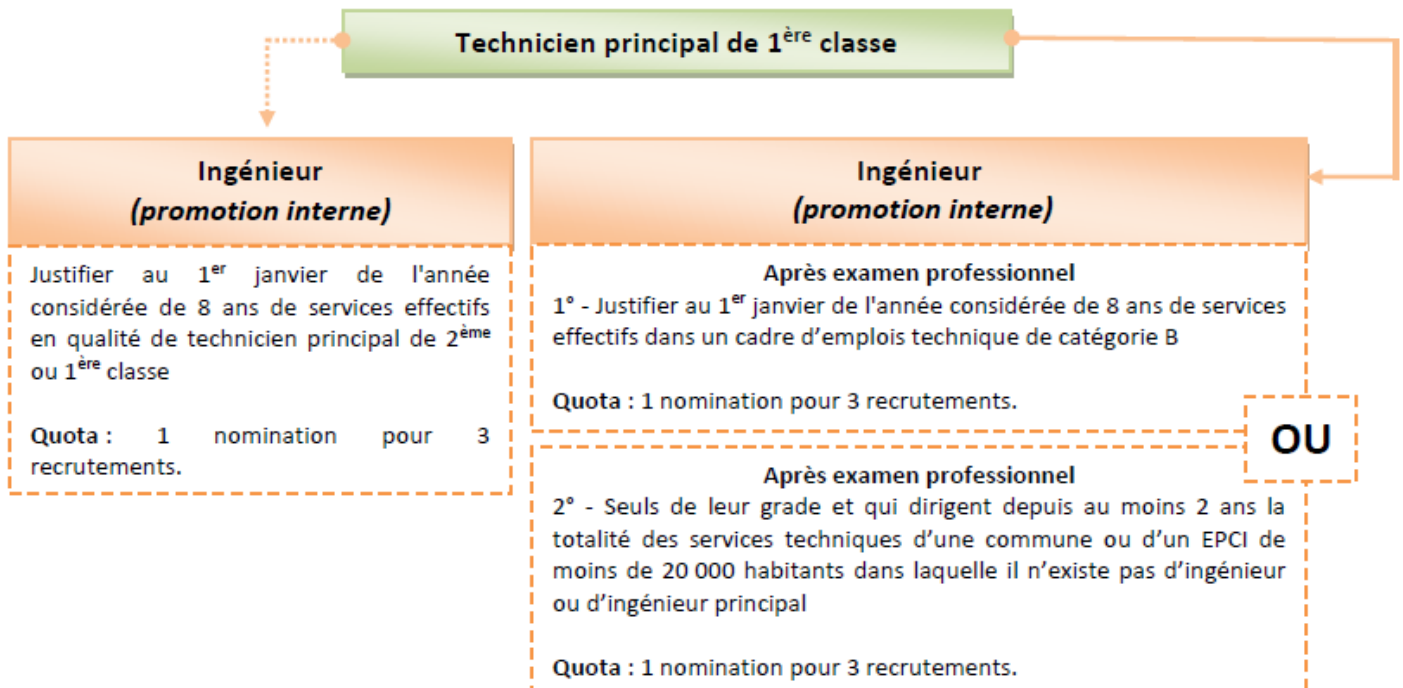 Technicien principal de 1ère classe
Ingénieur
(promotion interne)
Justifier au 1er janvier de l'année
considérée de 8 ans de services effectifs
en qualité de technicien principal de 2ème
ou 1ère classe
Quota : 1 nomination pour 3
recrutements.
Ingénieur
(promotion interne)
Après examen professionnel
1° - Justifier au 1er janvier de l'année considérée de 8 ans de services
effectifs dans un cadre d’emplois technique de catégorie B
Quota : 1 nomination pour 3 recrutements.
OU
Après examen professionnel
2° - Seuls de leur grade et qui dirigent depuis au moins 2 ans la
totalité des services techniques d’une commune ou d’un EPCI de
moins de 20 000 habitants dans laquelle il n’existe pas d’ingénieur
ou d’ingénieur principal
Quota : 1 nomination pour 3 recrutements.